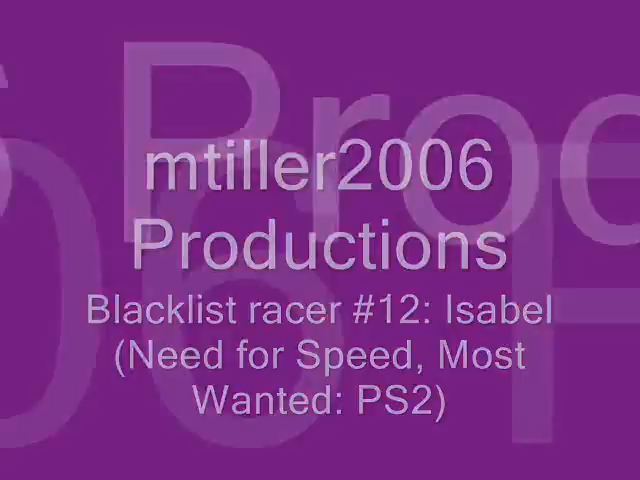 mtiller2006
Productions
Blacklist racer #12: Isabel
(Need for Speed, Most
Wanted: PS2)